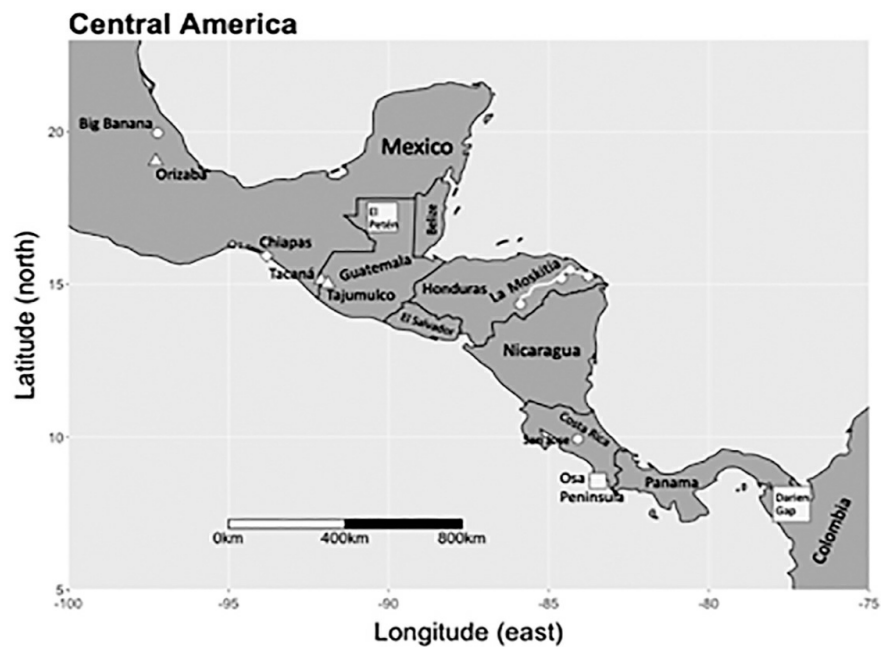 Central America
20
15
10
5
Latitude (north)
Big Banana
Orizaba
Mexico
El
Petén
Belize
Chiapas
Tacaná
Guatemala
Tajumulco
Honduras
La Moskitia
El Salvador
Nicaragua
Costa Rica
San Jose
Osa
Peninsula
Panama
Darien
Gap
Colombia
0km
400km
800km
-100
-95
-90
-85
-80
-75
Longitude (east)